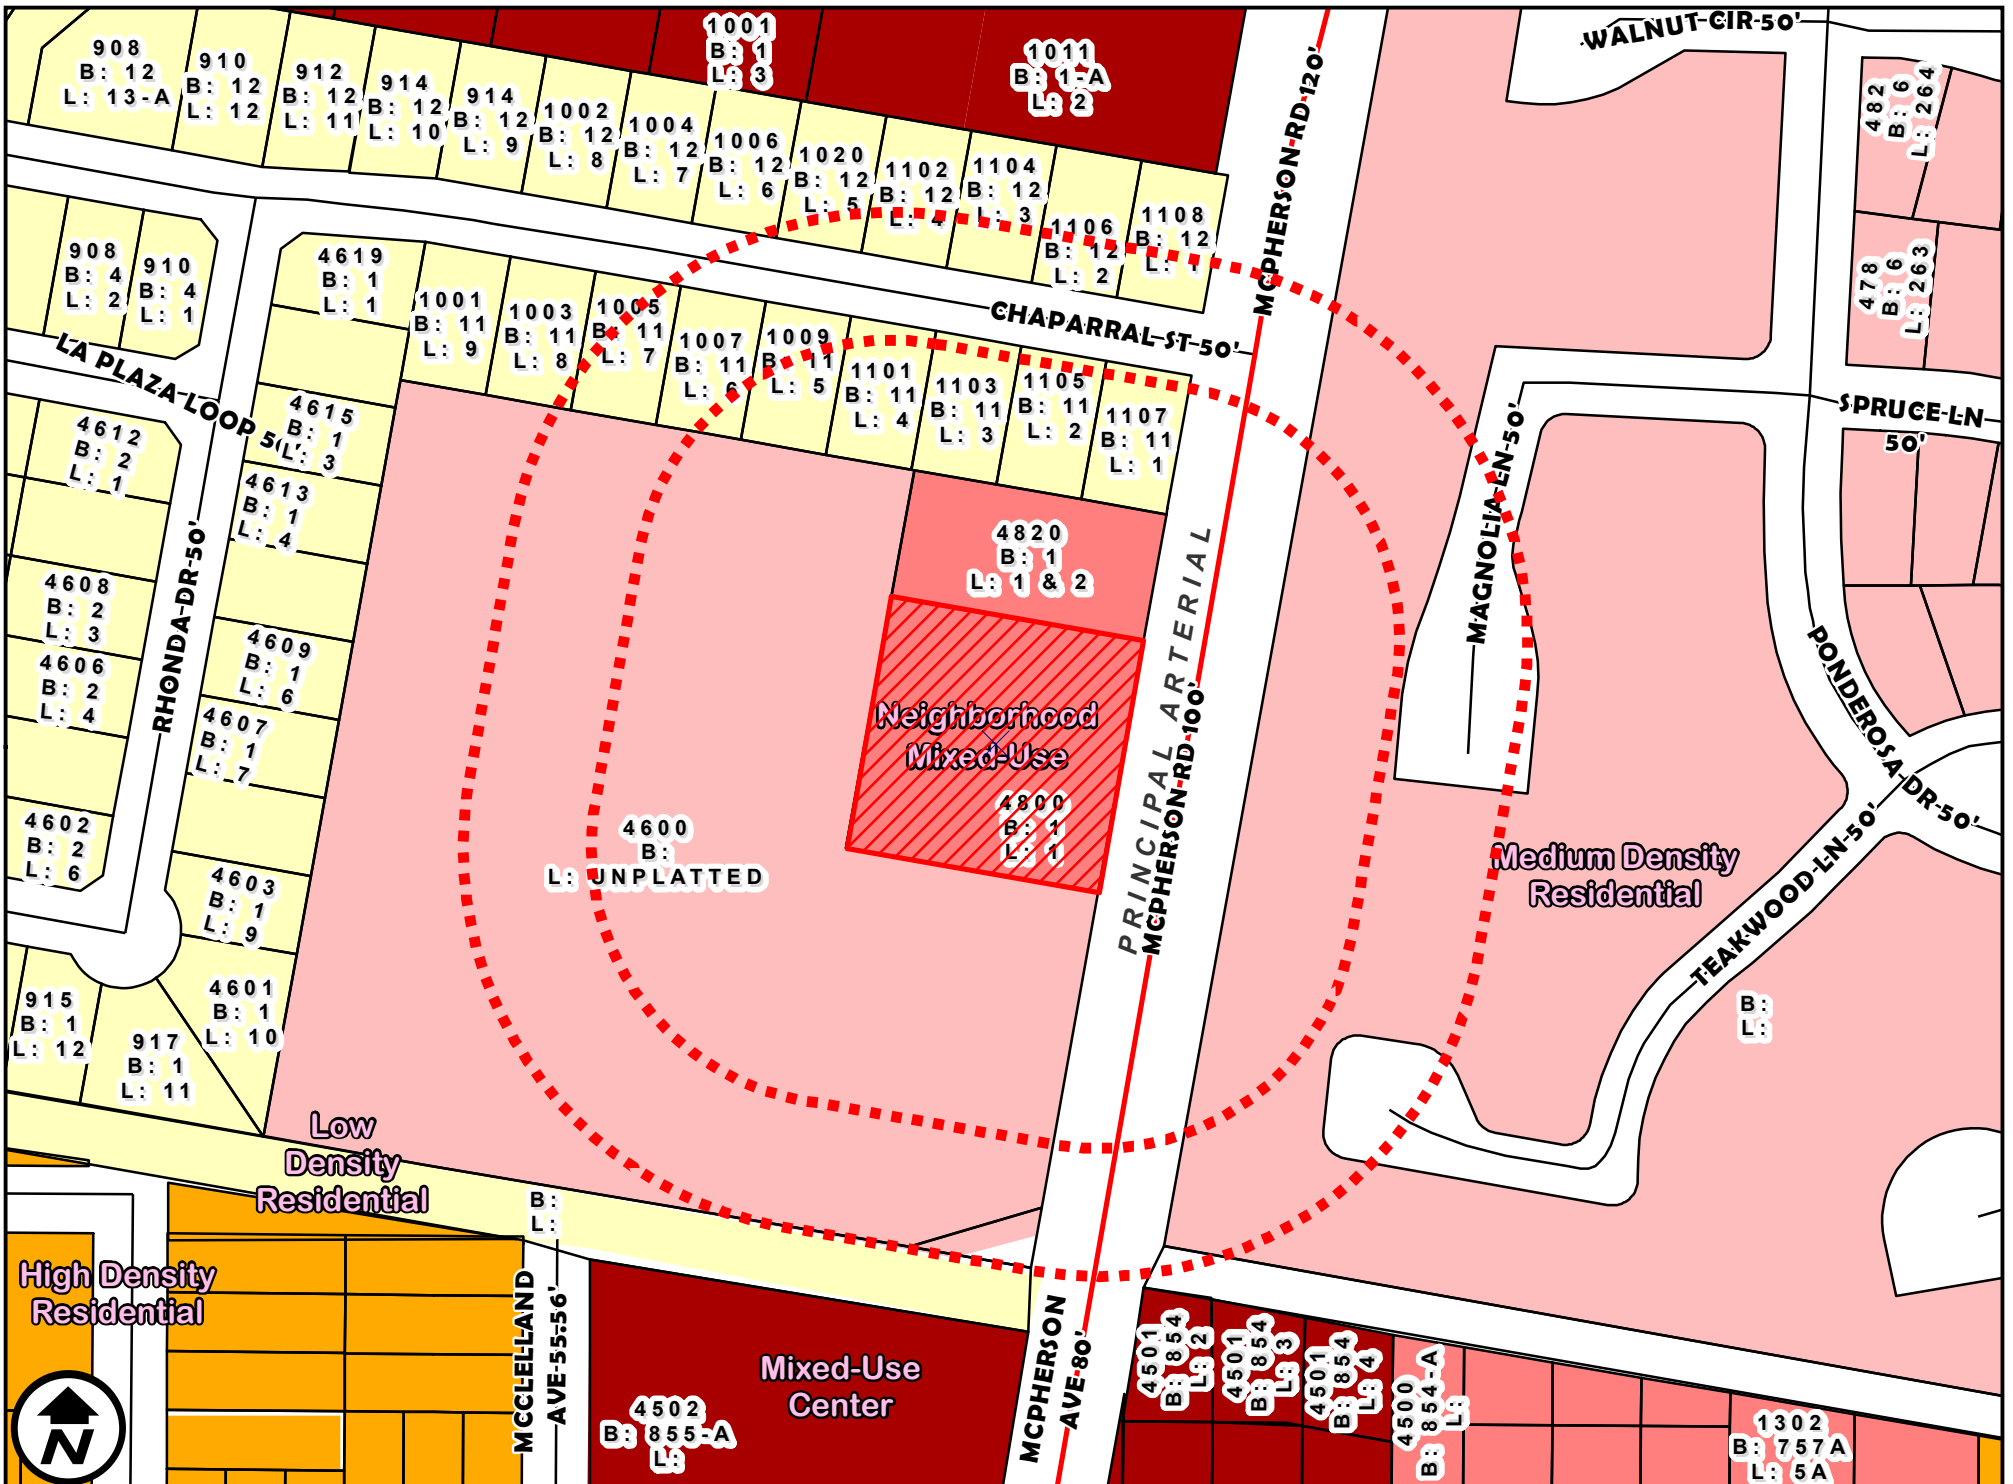 908
B: 12
L: 13-A
910
B: 12
L: 12
912
B: 12
L: 11
914
B: 12
L: 10
914
B: 12
L: 9
1002
B: 12
L: 8
1004
B: 12
L: 7
1006
B: 12
L: 6
1020
B: 12
L: 5
1102
B: 12
L: 4
1104
B: 12
L: 3
1106
B: 12
L: 2
1108
B: 12
L: 1
1001
B: 1
L: 3
1011
B: 1-A
L: 2
MCPHERSON RD 120'
WALNUT CIR 50'
482
B: 6
L: 264
478
B: 6
L: 263
908
B: 4
L: 2
910
B: 4
L: 1
4619
B: 1
L: 1
1001
B: 11
L: 9
1003
B: 11
L: 8
1005
B: 11
L: 7
1007
B: 11
L: 6
1009
B: 11
L: 5
1101
B: 11
L: 4
1103
B: 11
L: 3
1105
B: 11
L: 2
1107
B: 11
L: 1
CHAPARRAL ST 50'
LA PLAZA LOOP 50'
4615
B: 1
L: 3
4612
B: 2
L: 1
4613
B: 1
L: 4
MAGNOLIA LN 50'
SPRUCE LN
50'
4820
B: 1
L: 1 & 2
RHONDA DR 50'
4608
B: 2
L: 3
4609
B: 1
L: 6
4606
B: 2
L: 4
4607
B: 1
L: 7
Neighborhood
Mixed-Use
4800
B: 1
L: 1
PRINCIPAL ARTERIAL
MCPHERSON RD 100'
PONDEROSA DR 50'
4602
B: 2
L: 6
4600
B:
L: UNPLATTED
Medium Density
Residential
TEAKWOOD LN 50'
4603
B: 1
L: 9
4601
B: 1
L: 10
915
B: 1
L: 12
917
B: 1
L: 11
B:
L:
Low
Density
Residential
B:
L:
High Density
Residential
MCCLELLAND
AVE 55.56'
Mixed-Use
Center
4502
B: 855-A
L:
MCPHERSON
AVE 80'
4501
B: 854
L: 2
4501
B: 854
L: 3
4501
B: 854
L: 4
4500
B: 854-A
L:
1302
B: 757A
L: 5A
N